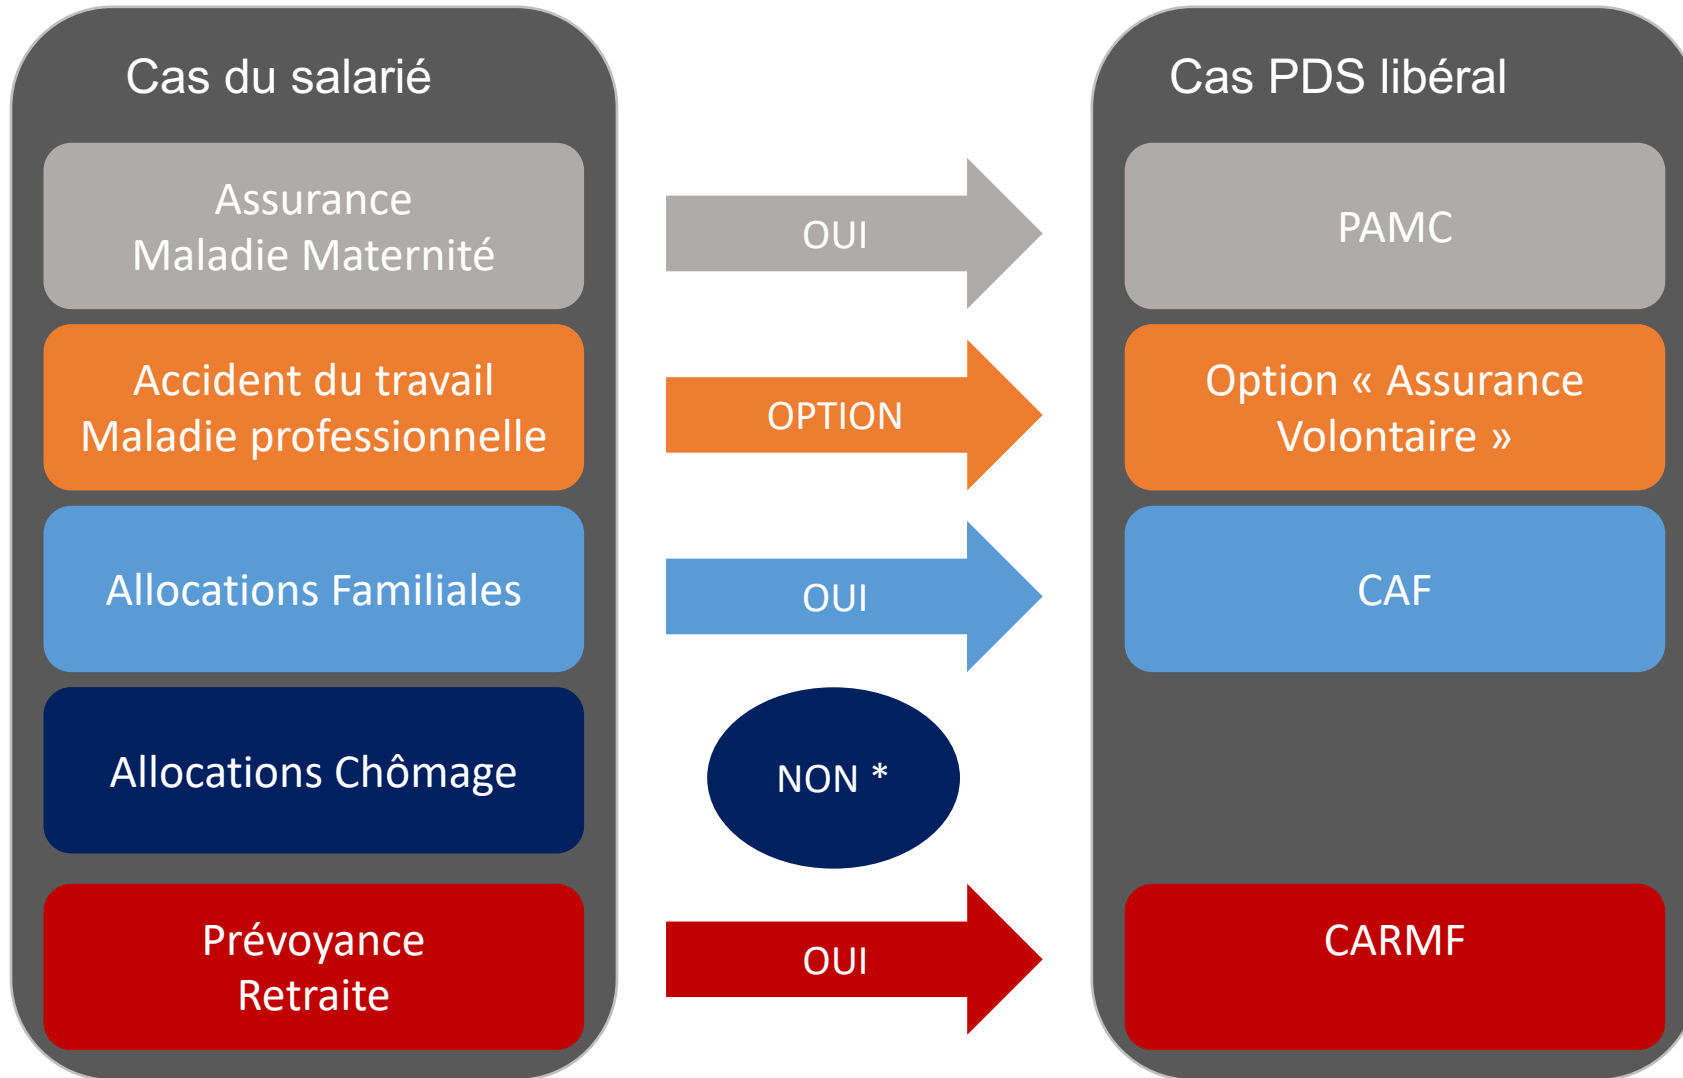 Cas du salarié
Cas PDS libéral
Assurance
Maladie Maternité
OUI
PAMC
Accident du travail
Maladie professionnelle
OPTION
Option « Assurance
Volontaire »
Allocations Familiales
OUI
CAF
Allocations Chômage
NON *
Prévoyance
Retraite
OUI
CARMF